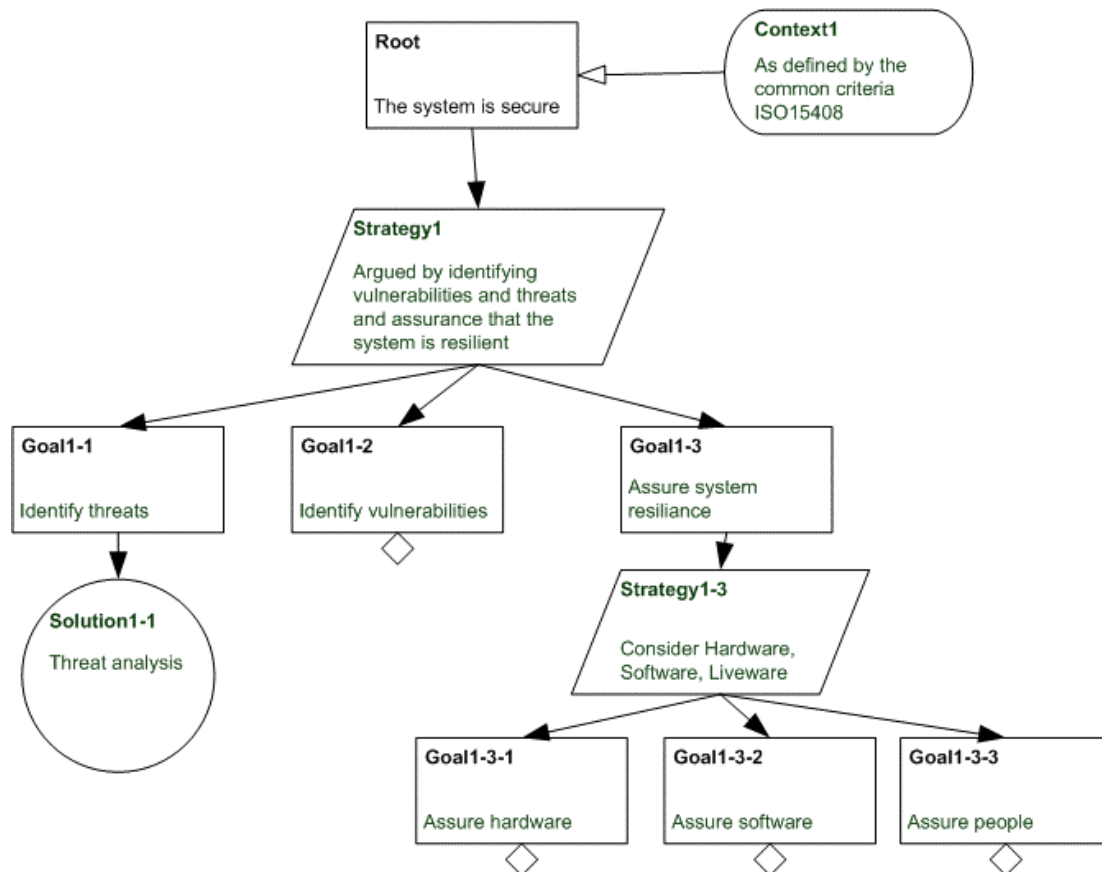 Root
The system is secure
Context1
As defined by the
common criteria
ISO15408
Strategy1
Argued by identifying
vulnerabilities and threats
and assurance that the
system is resilient
Goal1-1
Identify threats
Goal1-2
Identify vulnerabilities
Goal1-3
Assure system
resiliance
Solution1-1
Threat analysis
Strategy1-3
Consider Hardware,
Software, Liveware
Goal1-3-1
Assure hardware
Goal1-3-2
Assure software
Goal1-3-3
Assure people